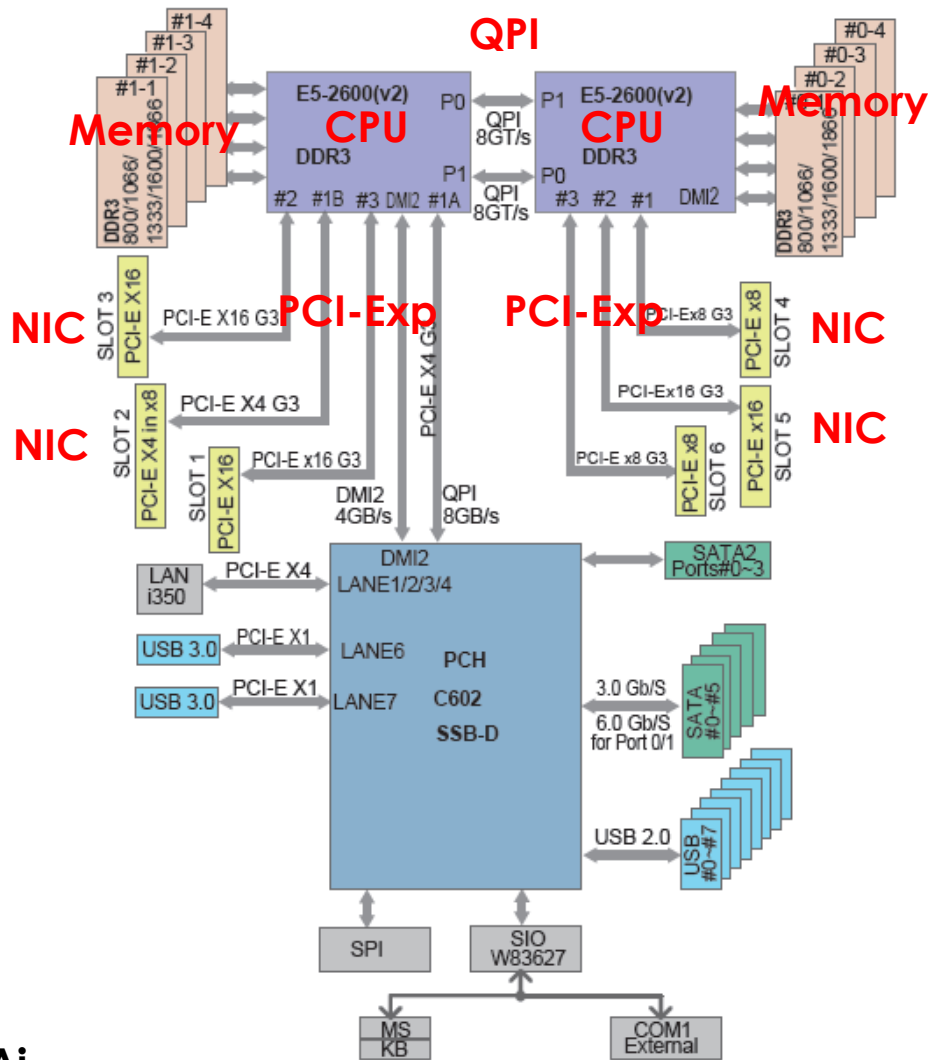 QPI
#1-4
#1-3
#1-2
#1-1
Memory
DDR3
800/1066/
1333/1600/1866
E5-2600(v2)
CPU
DDR3
P0
P1
#2 #1B #3 DMI2 #1A
QPI
8GT/s
QPI
8GT/s
P1
P0
E5-2600(v2)
CPU
DDR3
#3 #2 #1 DMI2
#0-4
#0-3
#0-2
Memory
DDR3
800/1066/
1333/1600/1866
NIC
SLOT 3
PCI-E X16
PCI-E X16 G3
PCI-Exp
PCI-Exp
PCI-Ex8 G3
PCI-E x8
SLOT 4
NIC
NIC
SLOT 2
PCI-E X4 in x8
PCI-E X4 G3
PCI-E X4 G3
PCI-Ex16 G3
PCI-E x16
SLOT 5
NIC
SLOT 1
PCI-E X16
PCI-E x16 G3
PCI-E x8 G3
PCI-E x8
SLOT 6
DMI2
4GB/s
QPI
8GB/s
LAN
i350
PCI-E X4
DMI2
LANE1/2/3/4
SATA2
Ports#0~3
USB 3.0
PCI-E X1
LANE6
USB 3.0
PCI-E X1
LANE7
PCH
C602
SSB-D
3.0 Gb/S
6.0 Gb/S
for Port 0/1
SATA
#0~#5
USB 2.0
USB
#0~#7
SPI
SIO
W83627
MS
KB
COM1
External